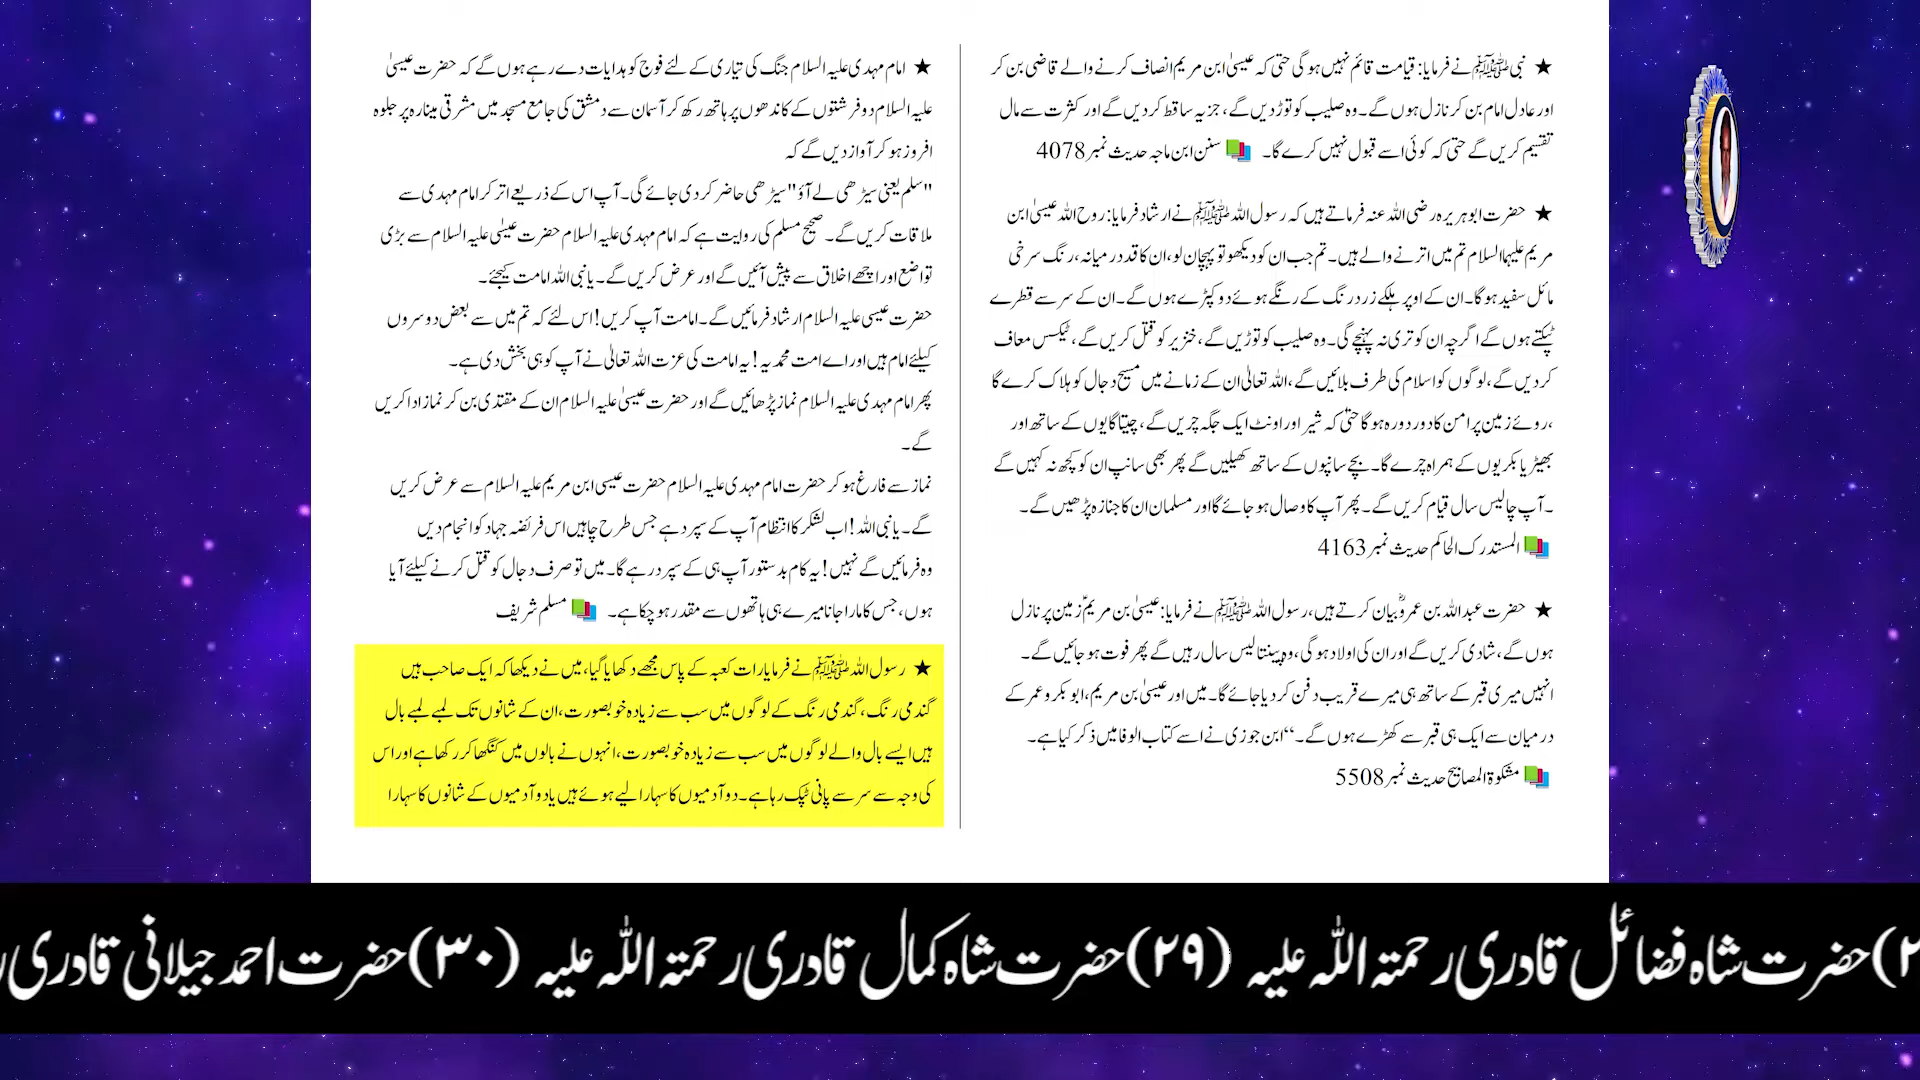 ★ نبیﷺنے فرمایا: قیامت قائم نہیں ہوگی حتیٰ کہ عیسیٰ ابن مریم انصاف کرنے والے قاضی بن کر
اور عادل امام بن کر نازل ہوں گے۔ وہ صلیب کو توڑ دیں گے، جزیہ ساقط کردیں گے اور کثرت سے مال
تقسیم کریں گے حتیٰ کہ کوئی اسے قبول نہیں کرے گا۔ سنن ابن ماجہ حدیث نمبر 4078
★ حضرت ابوہریرہ رضی اللہ عنہ فرماتے ہیں کہ رسول اللہﷺنے ارشاد فرمایا: روح اللہ عیسیٰ ابن
مریم علیہما السلام تم میں اترنے والے ہیں۔ تم جب ان کو دیکھو تو پہچان لو، ان کا قد درمیانہ، رنگ سرخی
مائل سفید ہوگا۔ ان کے اوپر ہلکے زرد رنگ کے رنگے ہوئے دو کپڑے ہوں گے۔ ان کے سر سے قطرے
ٹپکتے ہوں گے اگرچہ ان کو تری نہ پہنچے گی۔ وہ صلیب کو توڑیں گے، خنزیر کو قتل کریں گے، ٹیکس معاف
کردیں گے، لوگوں کو اسلام کی طرف بلائیں گے، اللہ تعالیٰ ان کے زمانے میں مسیح دجال کو ہلاک کرے گا
،روئے زمین پر امن کا دور دورہ ہوگا حتیٰ کہ شیر اور اونٹ ایک جگہ چریں گے، چیتا گایوں کے ساتھ اور
بھیڑیا بکریوں کے ہمراہ چرے گا۔ بچے سانپوں کے ساتھ کھیلیں گے پھر بھی سانپ ان کو کچھ نہ کہیں گے
۔ آپ چالیس سال قیام کریں گے۔ پھر آپ کا وصال ہوجائے گا اور مسلمان ان کا جنازہ پڑھیں گے۔
المستدرک الحاکم حدیث نمبر 4163
★ حضرت عبداللہ بن عمروؓ بیان کرتے ہیں، رسول اللہﷺنے فرمایا: عیسیٰ بن مریمؑ زمین پر نازل
ہوں گے، شادی کریں گے اور ان کی اولاد ہوگی، وہ پینتالیس سال رہیں گے پھر فوت ہوجائیں گے۔
انہیں میری قبر کے ساتھ ہی میرے قریب دفن کردیا جائے گا۔ میں اور عیسیٰ بن مریم، ابوبکر و عمر کے
درمیان سے ایک ہی قبر سے کھڑے ہوں گے۔“ ابن جوزی نے اسے کتاب الوفا میں ذکر کیا ہے۔
مشکوۃ المصابیح حدیث نمبر 5508
★ امام مہدی علیہ السلام جنگ کی تیاری کے لئے فوج کو ہدایات دے رہے ہوں گے کہ حضرت عیسیٰ
علیہ السلام دو فرشتوں کے کاندھوں پر ہاتھ رکھ کر آسمان سے دمشق کی جامع مسجد میں مشرقی مینارہ پر جلوہ
افروز ہوکر آواز دیں گے کہ
"سلم یعنی سیڑھی لے آؤ" سیڑھی حاضر کردی جائے گی۔ آپ اس کے ذریعے اتر کر امام مہدی سے
ملاقات کریں گے۔ صحیح مسلم کی روایت ہے کہ امام مہدی علیہ السلام حضرت عیسیٰ علیہ السلام سے بڑی
تواضع اور اچھے اخلاق سے پیش آئیں گے اور عرض کریں گے۔ یا نبی اللہ امامت کیجئے۔
حضرت عیسی علیہ السلام ارشاد فرمائیں گے۔ امامت آپ کریں! اس لئے کہ تم میں سے بعض دوسروں
کیلئے امام ہیں اور اے امت محمدیہ! یہ امامت کی عزت اللہ تعالیٰ نے آپ کو ہی بخش دی ہے۔
پھر امام مہدی علیہ السلام نماز پڑھائیں گے اور حضرت عیسیٰ علیہ السلام ان کے مقتدی بن کر نماز ادا کریں
گے۔
نماز سے فارغ ہوکر حضرت امام مہدی علیہ السلام حضرت عیسی ابن مریم علیہ السلام سے عرض کریں
گے۔ یا نبی اللہ! اب لشکر کا انتظام آپ کے سپرد ہے جس طرح چاہیں اس فریضہ جہاد کو انجام دیں
وہ فرمائیں گے نہیں! یہ کام بدستور آپ ہی کے سپرد رہے گا۔ میں تو صرف دجال کو قتل کرنے کیلئے آیا
ہوں، جس کا مارا جانا میرے ہی ہاتھوں سے مقدر ہوچکا ہے۔ مسلم شریف
★ رسول اللہﷺنے فرمایا رات کعبہ کے پاس مجھے دکھایا گیا، میں نے دیکھا کہ ایک صاحب ہیں
گندمی رنگ، گندمی رنگ کے لوگوں میں سب سے زیادہ خوبصورت، ان کے شانوں تک لمبے لمبے بال
ہیں ایسے بال والے لوگوں میں سب سے زیادہ خوبصورت، انہوں نے بالوں میں کنگھا کر رکھا ہے اور اس
کی وجہ سے سر سے پانی ٹپک رہا ہے۔ دو آدمیوں کا سہارا لیے ہوئے ہیں یا دو آدمیوں کے شانوں کا سہارا
۲) حضرت شاہ فضائل قادری رحمتہ اللہ علیہ (۲۹) حضرت شاہ کمال قادری رحمتہ اللہ علیہ (۳۰) حضرت احمد جیلانی قادری ر